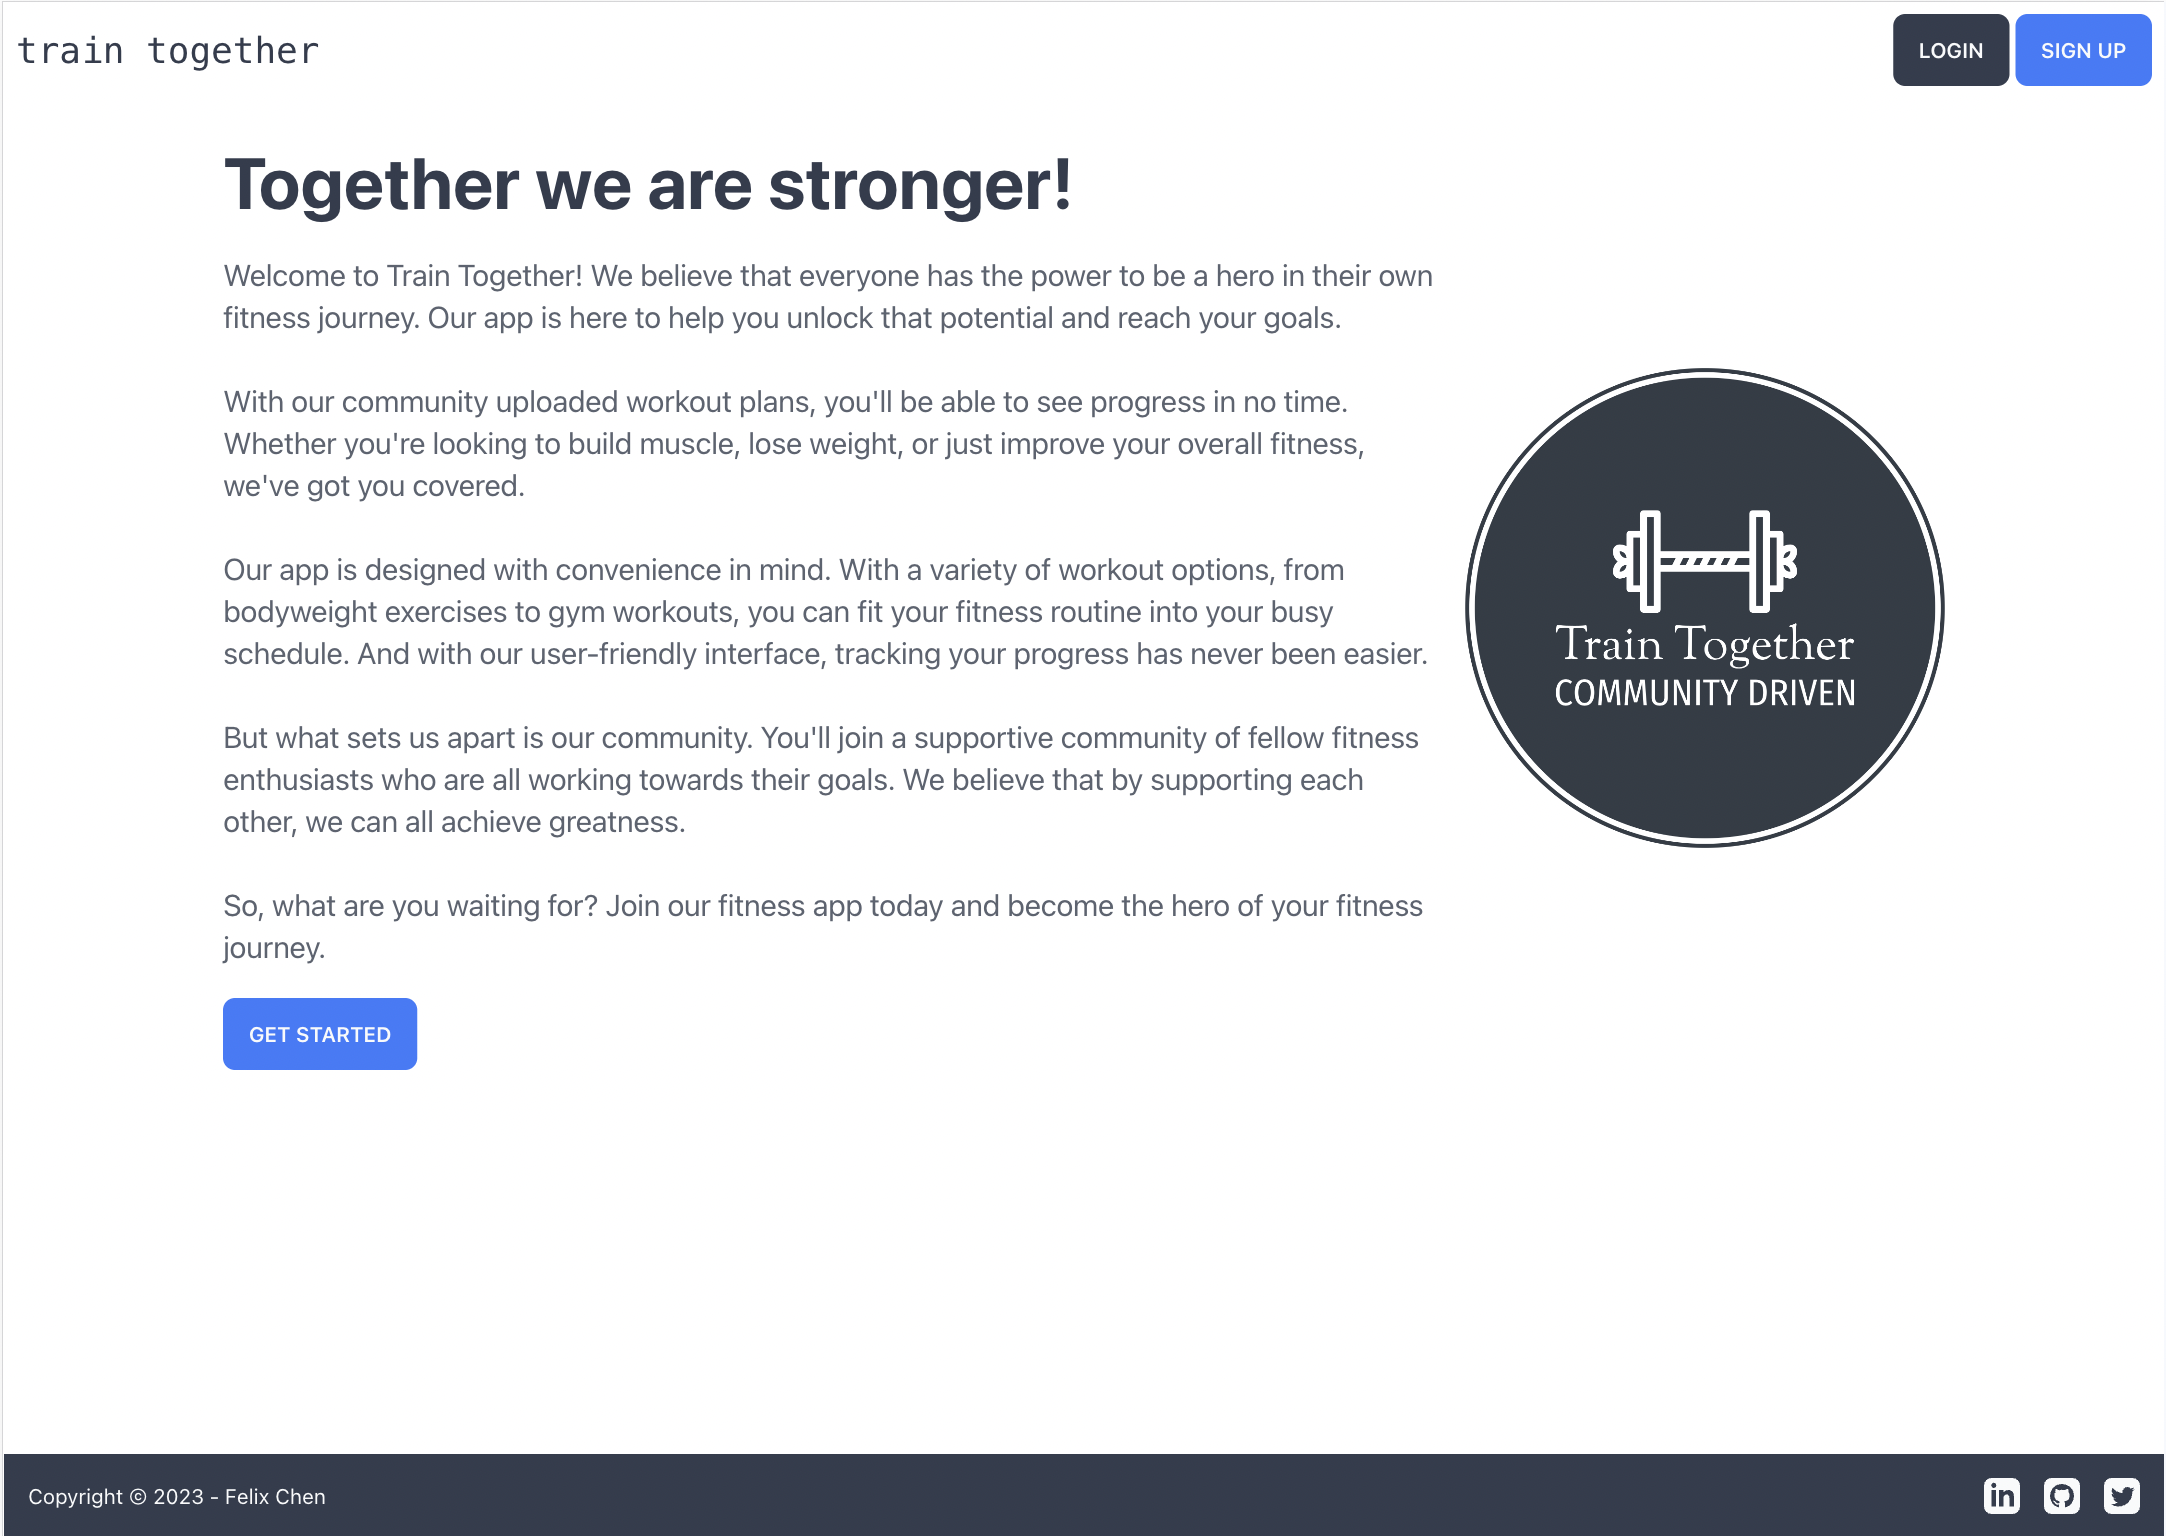 train together
LOGIN
SIGN UP
Together we are stronger!
Welcome to Train Together! We believe that everyone has the power to be a hero in their own
fitness journey. Our app is here to help you unlock that potential and reach your goals.
With our community uploaded workout plans, you'll be able to see progress in no time.
Whether you're looking to build muscle, lose weight, or just improve your overall fitness,
we've got you covered.
Our app is designed with convenience in mind. With a variety of workout options, from
bodyweight exercises to gym workouts, you can fit your fitness routine into your busy
schedule. And with our user-friendly interface, tracking your progress has never been easier.
But what sets us apart is our community. You'll join a supportive community of fellow fitness
enthusiasts who are all working towards their goals. We believe that by supporting each
other, we can all achieve greatness.
So, what are you waiting for? Join our fitness app today and become the hero of your fitness
journey.
GET STARTED
Train Together
COMMUNITY DRIVEN
Copyright © 2023 - Felix Chen
in